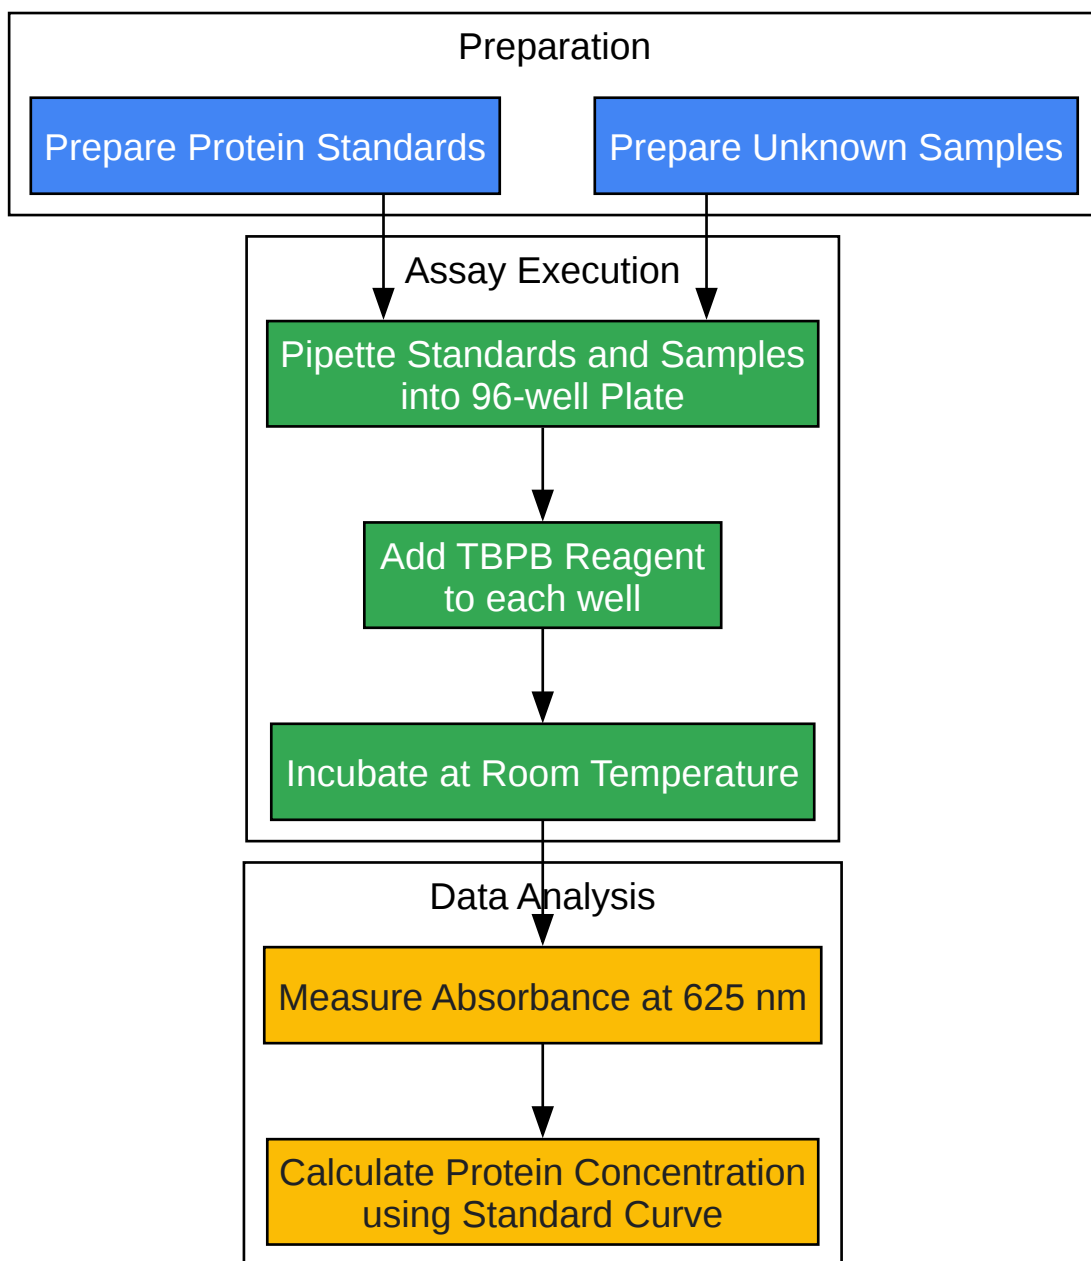 Preparation
Prepare Protein Standards
Prepare Unknown Samples
Assay Execution
Pipette Standards and Samples
into 96-well Plate
Add TBPB Reagent
to each well
Incubate at Room Temperature
Data Analysis
Measure Absorbance at 625 nm
Calculate Protein Concentration
using Standard Curve